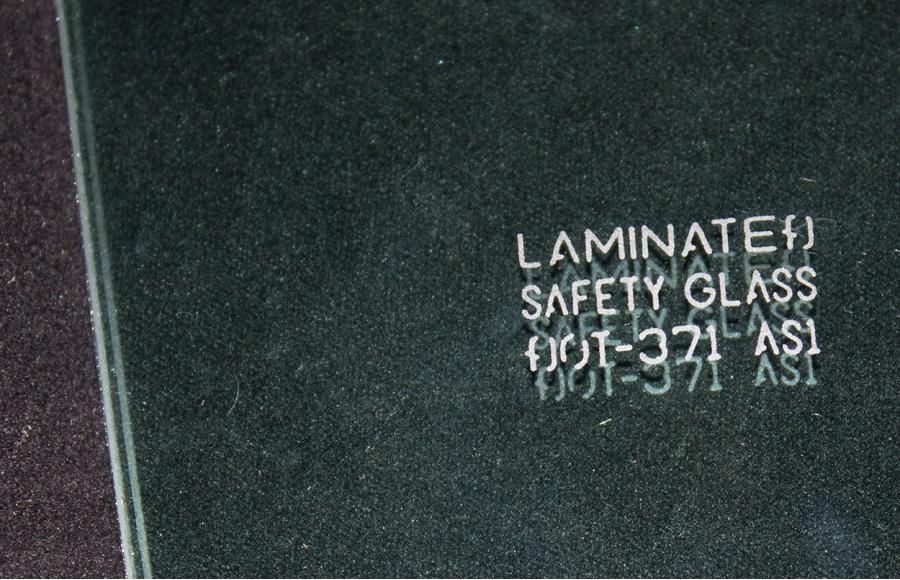 LAMINATED
SAFETY GLASS
DOT-371 AS1